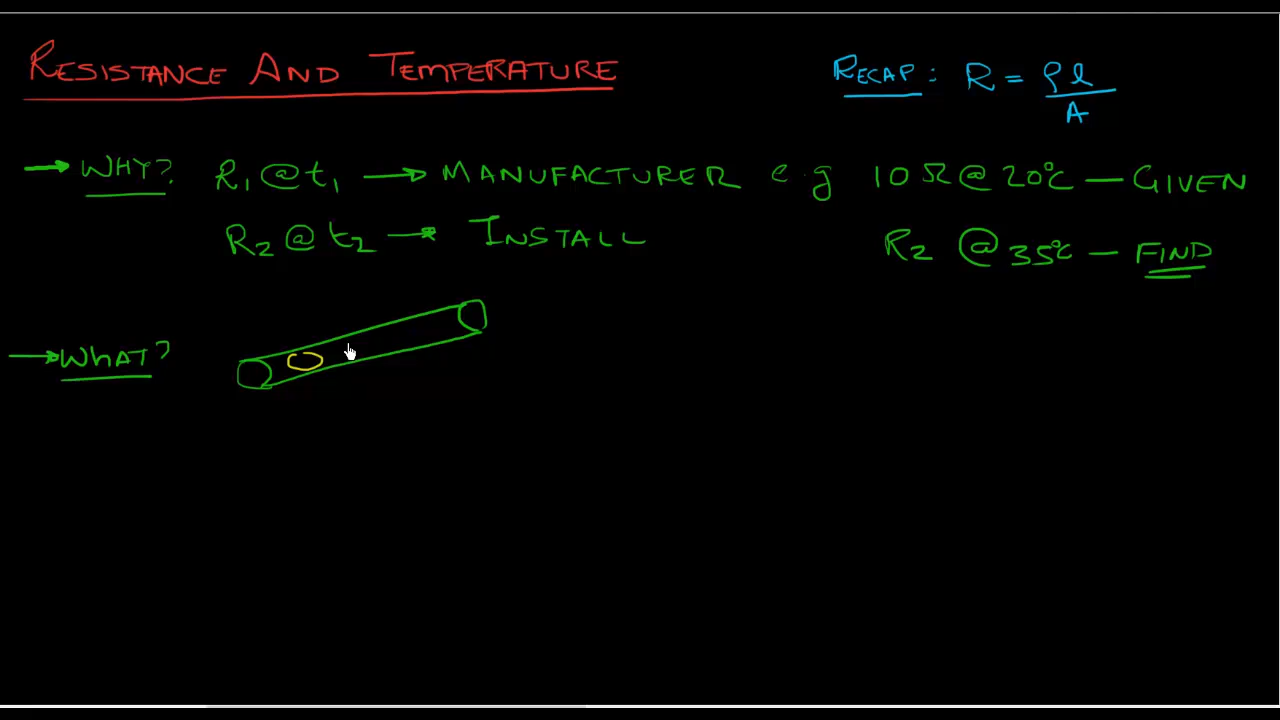 RESISTANCE AND TEMPERATURE
RECAP: R = ρl/A
→ WHY? R₁@t₁ → MANUFACTURER e.g 10Ω@20°C — GIVEN
R₂@t₂ → INSTALL R₂ @35°C — FIND
→ WhAT?